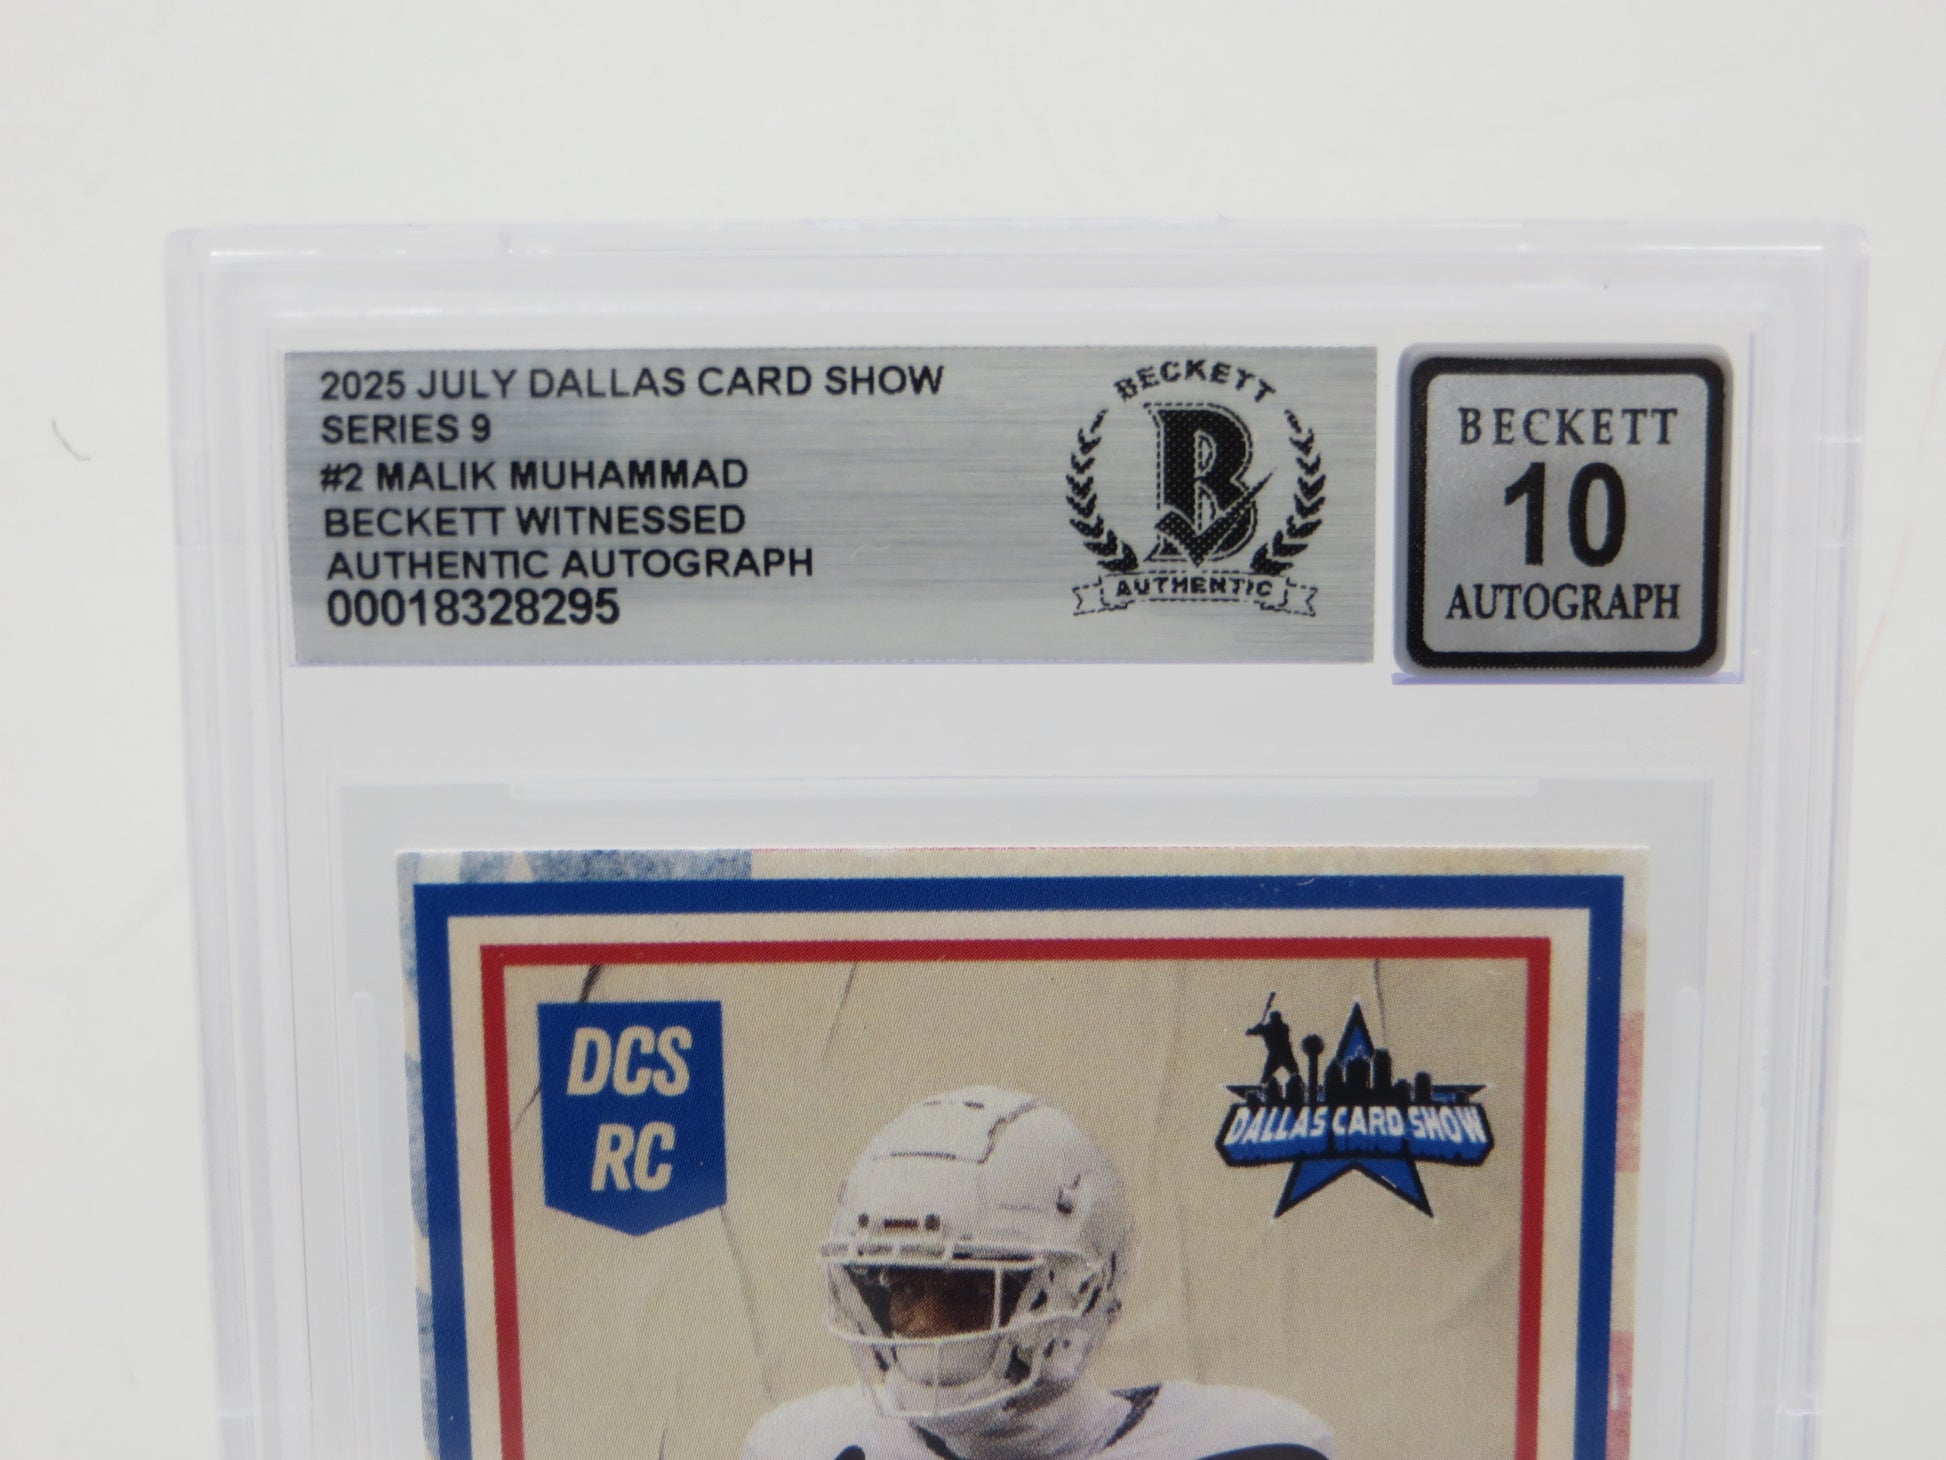 2025 JULY DALLAS CARD SHOW
SERIES 9
#2 MALIK MUHAMMAD
BECKETT WITNESSED
AUTHENTIC AUTOGRAPH
00018328295
BECKETT
B
AUTHENTIC
BECKETT
10
AUTOGRAPH
DCS
RC
DALLAS CARD SHOW